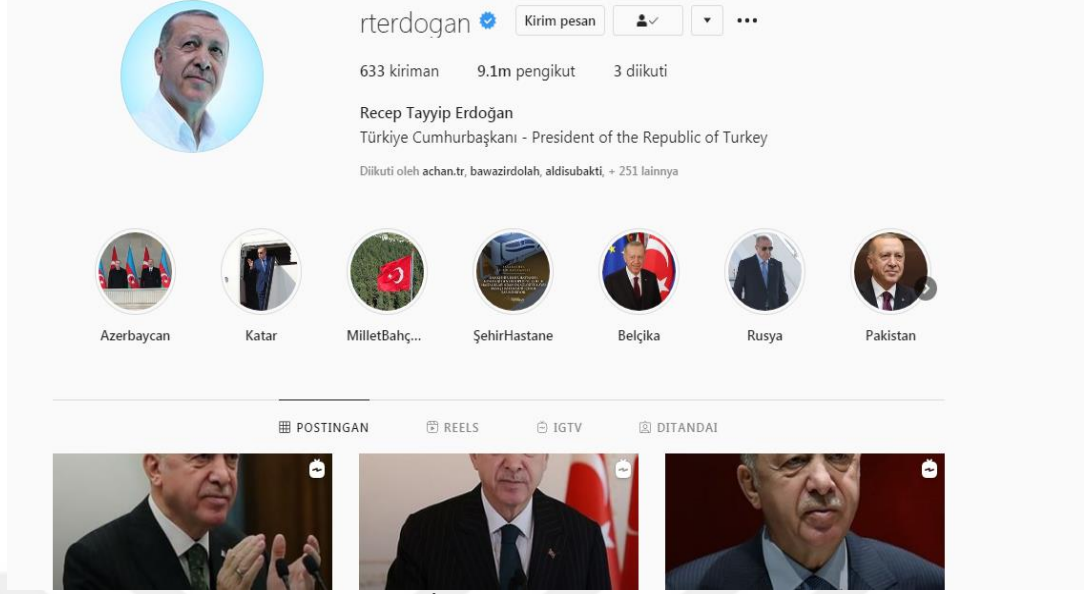 rterdogan Kirim pesan
633 kiriman 9.1m pengikut 3 diikuti
Recep Tayyip Erdoğan
Türkiye Cumhurbaşkanı - President of the Republic of Turkey
Diikuti oleh achan.tr, bawazirdolah, aldisubakti, + 251 lainnya
Azerbaycan Katar MilletBahç... ŞehirHastane Belçika Rusya Pakistan
POSTINGAN REELS IGTV DITANDAI